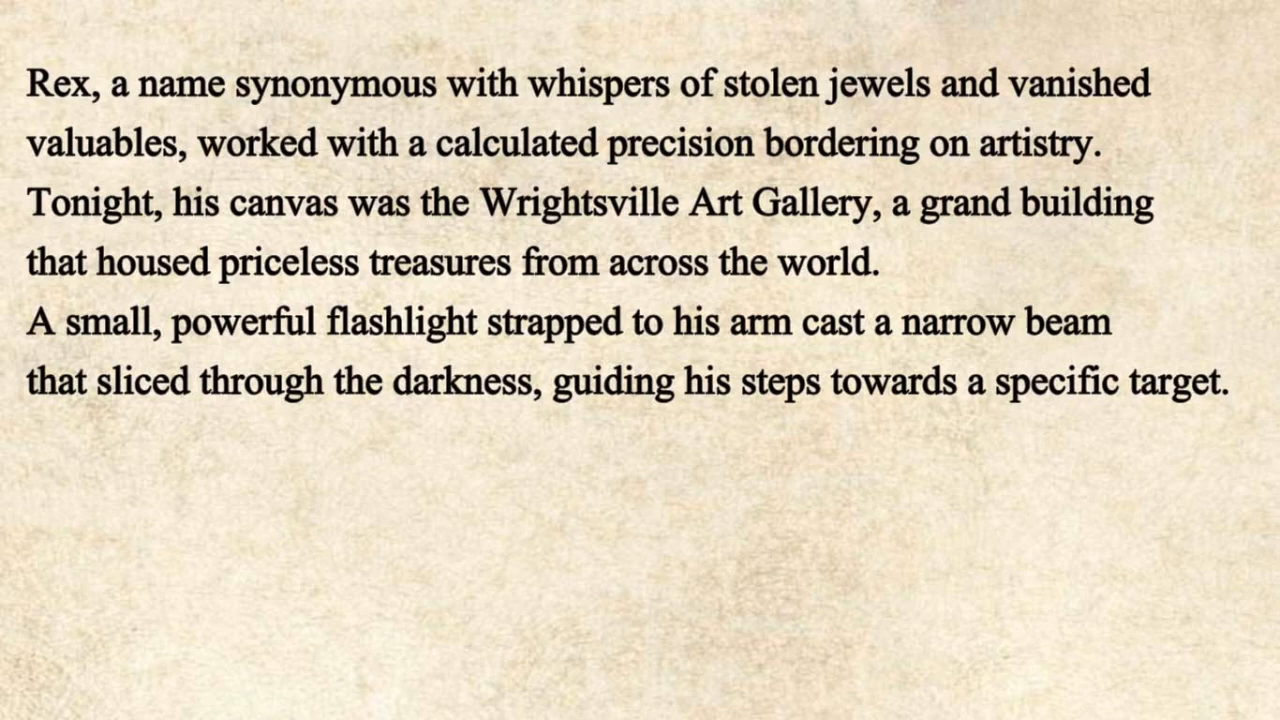 Rex, a name synonymous with whispers of stolen jewels and vanished
valuables, worked with a calculated precision bordering on artistry.
Tonight, his canvas was the Wrightsville Art Gallery, a grand building
that housed priceless treasures from across the world.
A small, powerful flashlight strapped to his arm cast a narrow beam
that sliced through the darkness, guiding his steps towards a specific target.